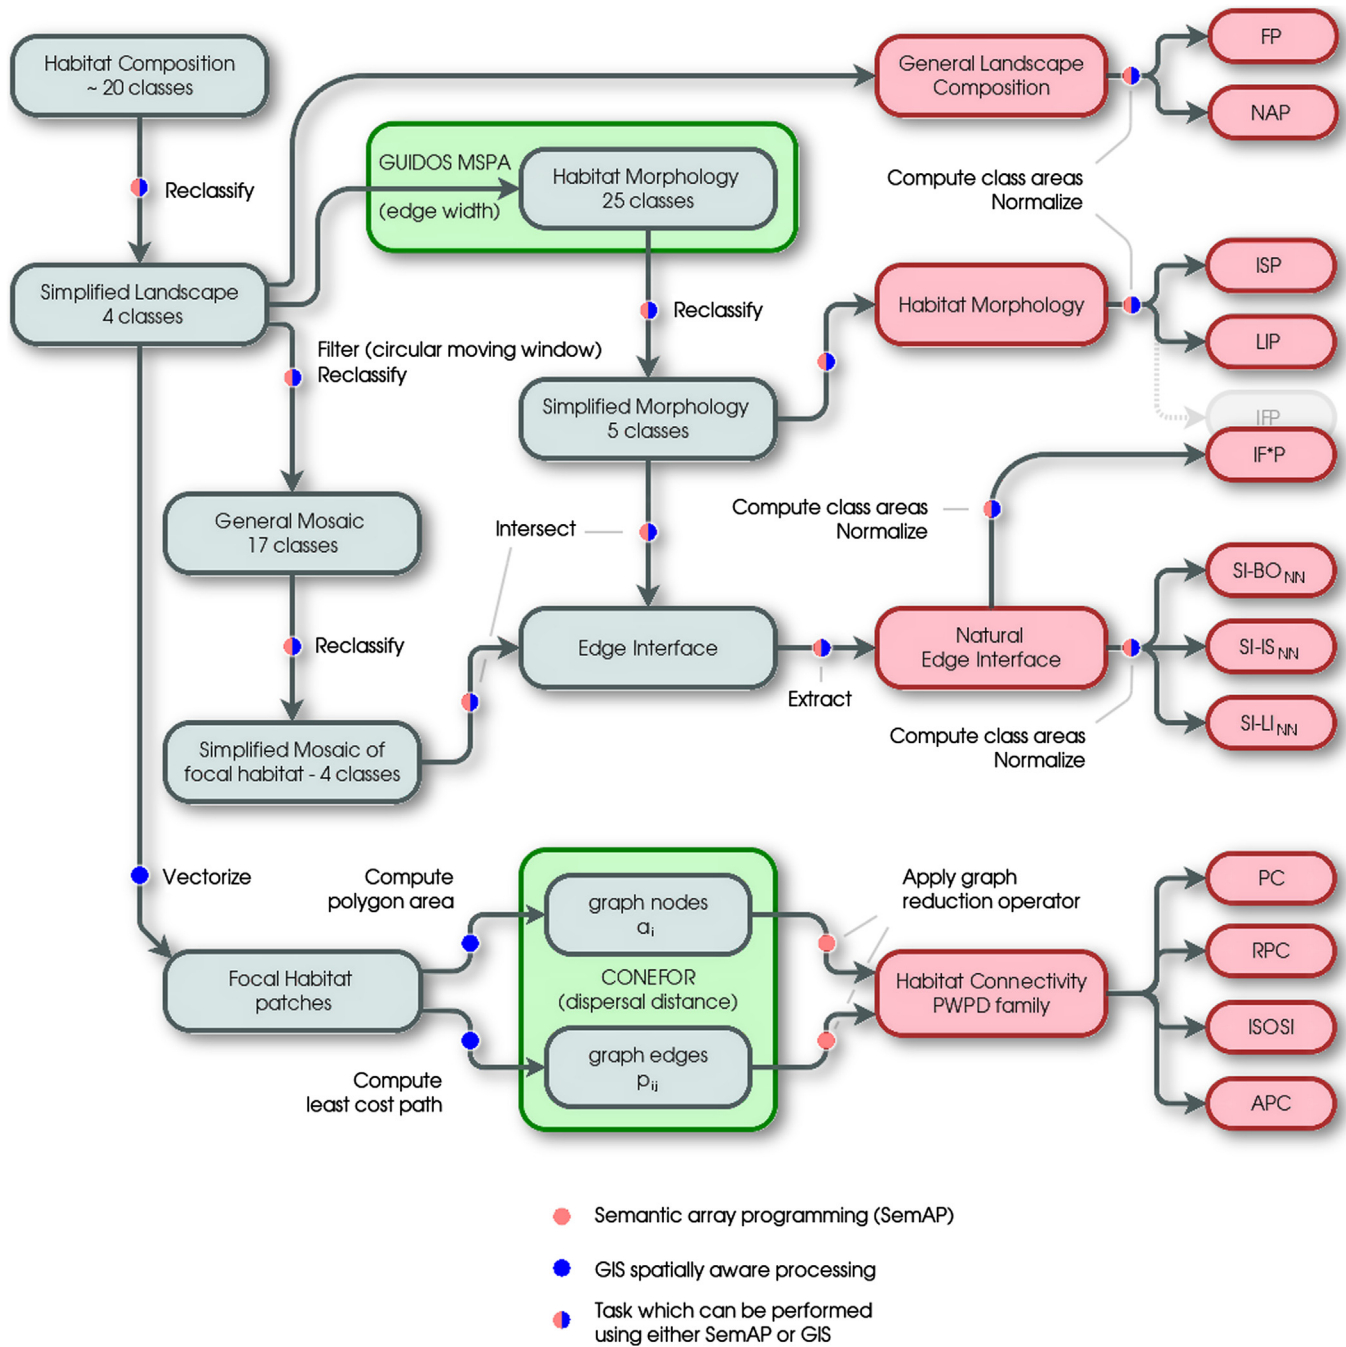 Habitat Composition
~ 20 classes
General Landscape
Composition
FP
NAP
GUIDOS MSPA
(edge width)
Habitat Morphology
25 classes
Reclassify
Compute class areas
Normalize
Simplified Landscape
4 classes
Reclassify
Habitat Morphology
ISP
LIP
IFP
IF*P
Filter (circular moving window)
Reclassify
Simplified Morphology
5 classes
General Mosaic
17 classes
Intersect
Compute class areas
Normalize
Reclassify
Edge Interface
Extract
Natural
Edge Interface
SI-BO NN
SI-IS NN
SI-LI NN
Compute class areas
Normalize
Simplified Mosaic of
focal habitat - 4 classes
Vectorize
Compute
polygon area
graph nodes
ai
Apply graph
reduction operator
PC
RPC
ISOSI
APC
Focal Habitat
patches
CONEFOR
(dispersal distance)
Habitat Connectivity
PWPD family
graph edges
pij
Compute
least cost path
Semantic array programming (SemAP)
GIS spatially aware processing
Task which can be performed
using either SemAP or GIS